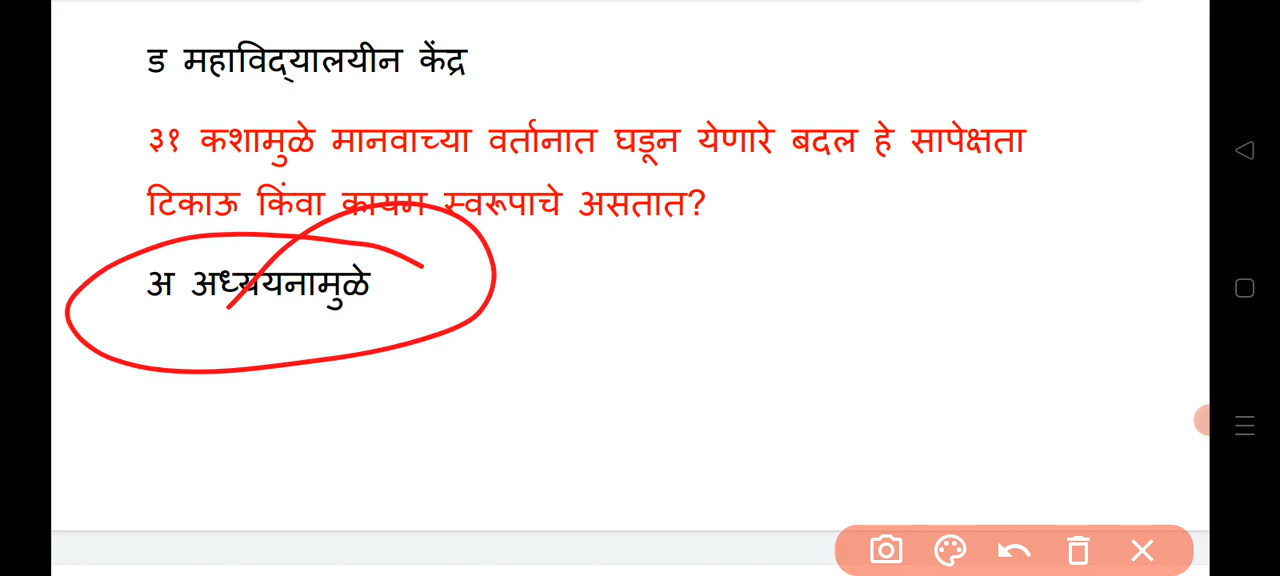 ड महाविद्‌यालयीन केंद्र
३१ कशामुळे मानवाच्या वर्तानात घडून येणारे बदल हे सापेक्षता
टिकाऊ किंवा कायम स्वरूपाचे असतात?
अ अध्ययनामुळे